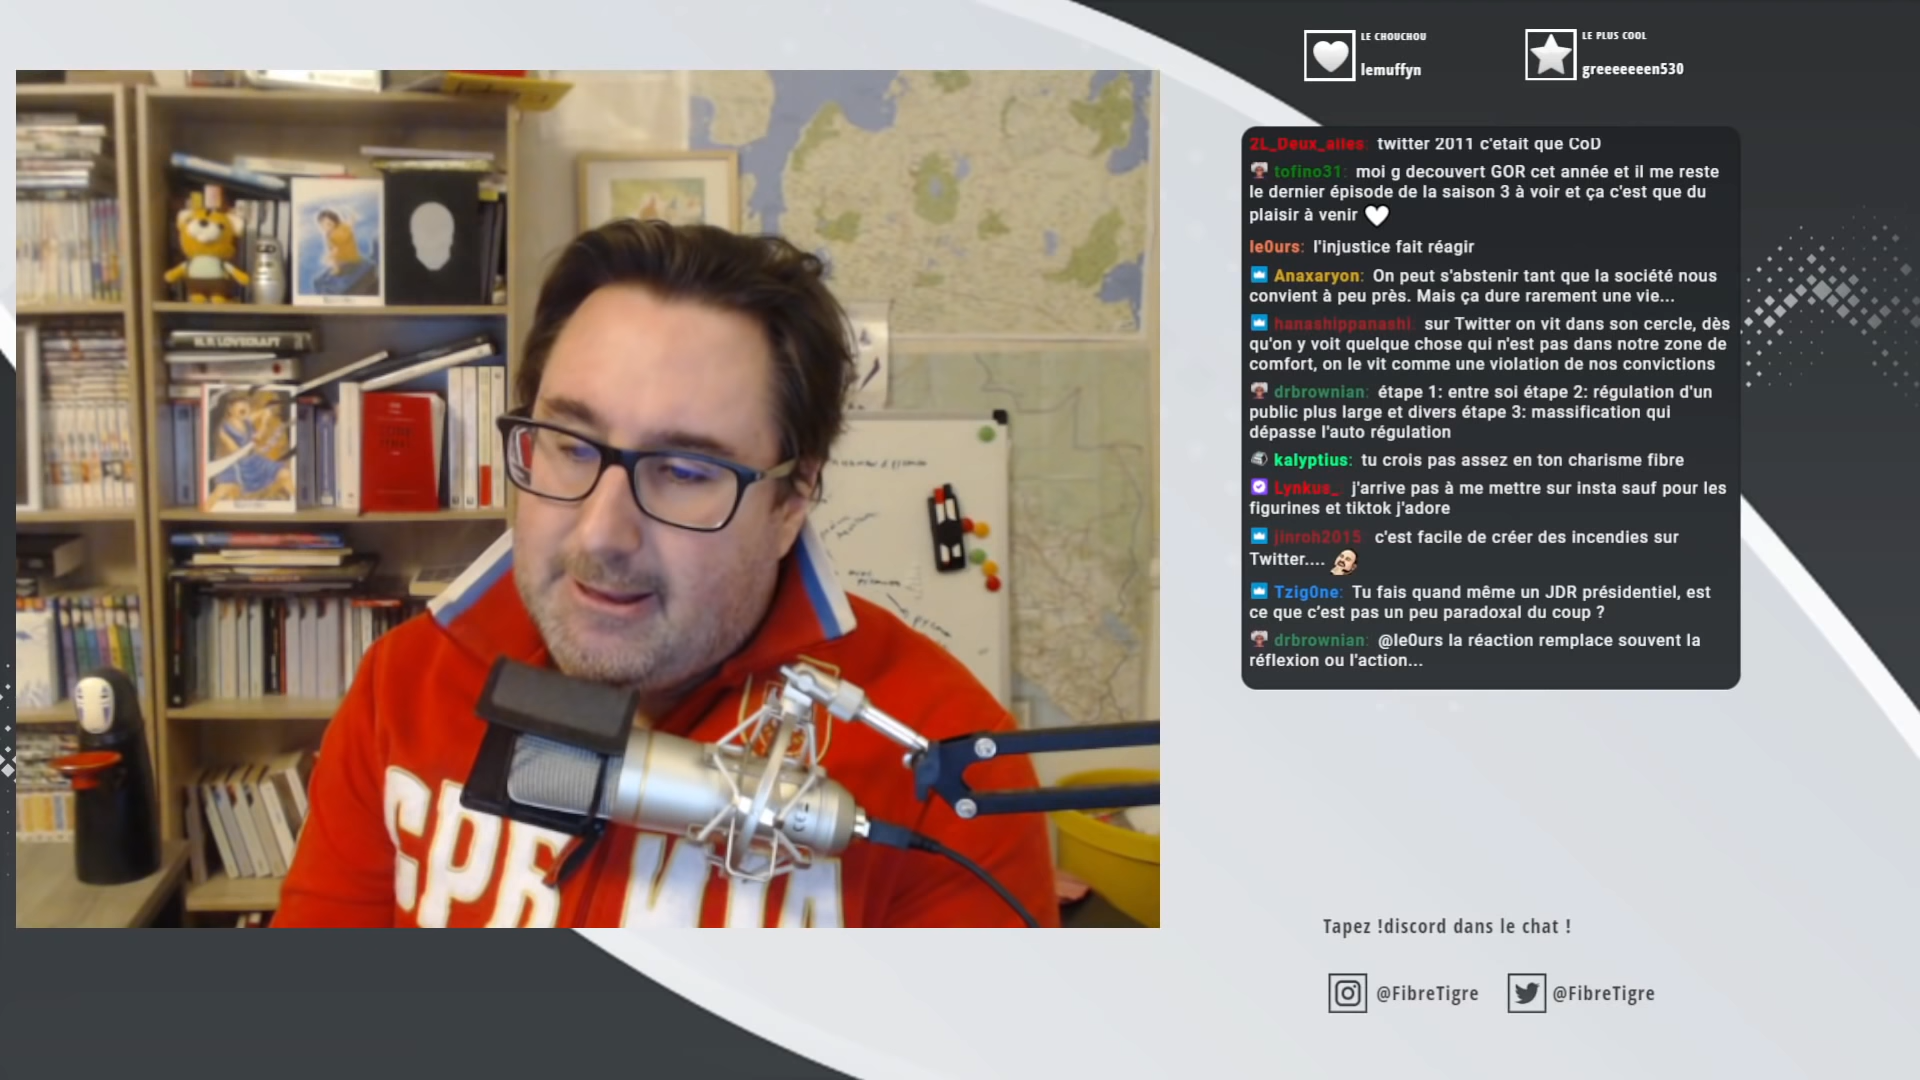 LE CHOUCHOU
lemuffyn
LE PLUS COOL
greeeeeeen530
2L_Deux_ailes: twitter 2011 c'etait que CoD
tofino31: moi g decouvert GOR cet année et il me reste
le dernier épisode de la saison 3 à voir et ça c'est que du
plaisir à venir
le0urs: l'injustice fait réagir
Anaxaryon: On peut s'abstenir tant que la société nous
convient à peu près. Mais ça dure rarement une vie...
hanashippanashi: sur Twitter on vit dans son cercle, dès
qu'on y voit quelque chose qui n'est pas dans notre zone de
comfort, on le vit comme une violation de nos convictions
drbrownian: étape 1: entre soi étape 2: régulation d'un
public plus large et divers étape 3: massification qui
dépasse l'auto régulation
kalyptius: tu crois pas assez en ton charisme fibre
Lynkus_: j'arrive pas à me mettre sur insta sauf pour les
figurines et tiktok j'adore
jinroh2015: c'est facile de créer des incendies sur
Twitter....
Tzig0ne: Tu fais quand même un JDR présidentiel, est
ce que c'est pas un peu paradoxal du coup ?
drbrownian: @le0urs la réaction remplace souvent la
réflexion ou l'action...
H.P. LOVECRAFT
Tapez !discord dans le chat !
@FibreTigre
@FibreTigre